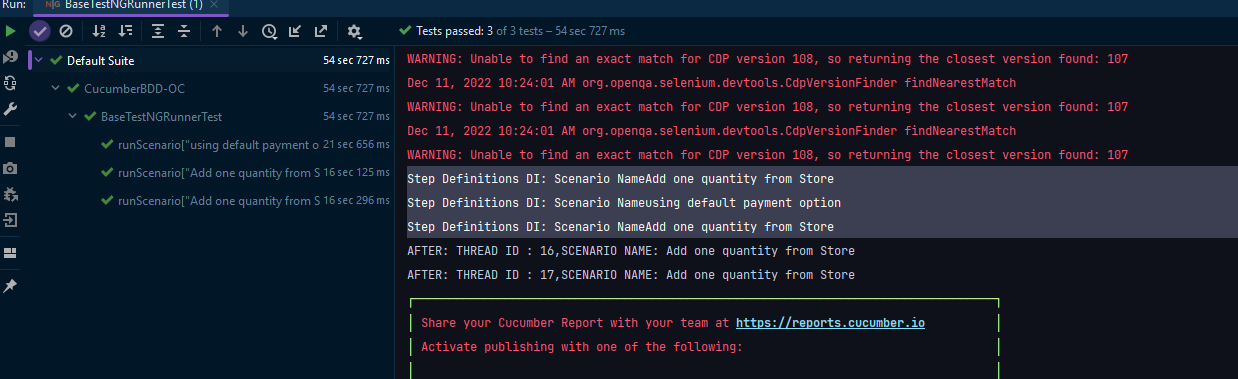 Run:
BaseTestNGRunnerTest (1)
Tests passed: 3 of 3 tests – 54 sec 727 ms
Default Suite 54 sec 727 ms
CucumberBDD-OC 54 sec 727 ms
BaseTestNGRunnerTest 54 sec 727 ms
runScenario["using default payment o 21 sec 656 ms
runScenario["Add one quantity from S 16 sec 125 ms
runScenario["Add one quantity from S 16 sec 296 ms
WARNING: Unable to find an exact match for CDP version 108, so returning the closest version found: 107
Dec 11, 2022 10:24:01 AM org.openqa.selenium.devtools.CdpVersionFinder findNearestMatch
WARNING: Unable to find an exact match for CDP version 108, so returning the closest version found: 107
Dec 11, 2022 10:24:01 AM org.openqa.selenium.devtools.CdpVersionFinder findNearestMatch
WARNING: Unable to find an exact match for CDP version 108, so returning the closest version found: 107
Step Definitions DI: Scenario NameAdd one quantity from Store
Step Definitions DI: Scenario Nameusing default payment option
Step Definitions DI: Scenario NameAdd one quantity from Store
AFTER: THREAD ID : 16,SCENARIO NAME: Add one quantity from Store
AFTER: THREAD ID : 17,SCENARIO NAME: Add one quantity from Store
Share your Cucumber Report with your team at https://reports.cucumber.io
Activate publishing with one of the following: